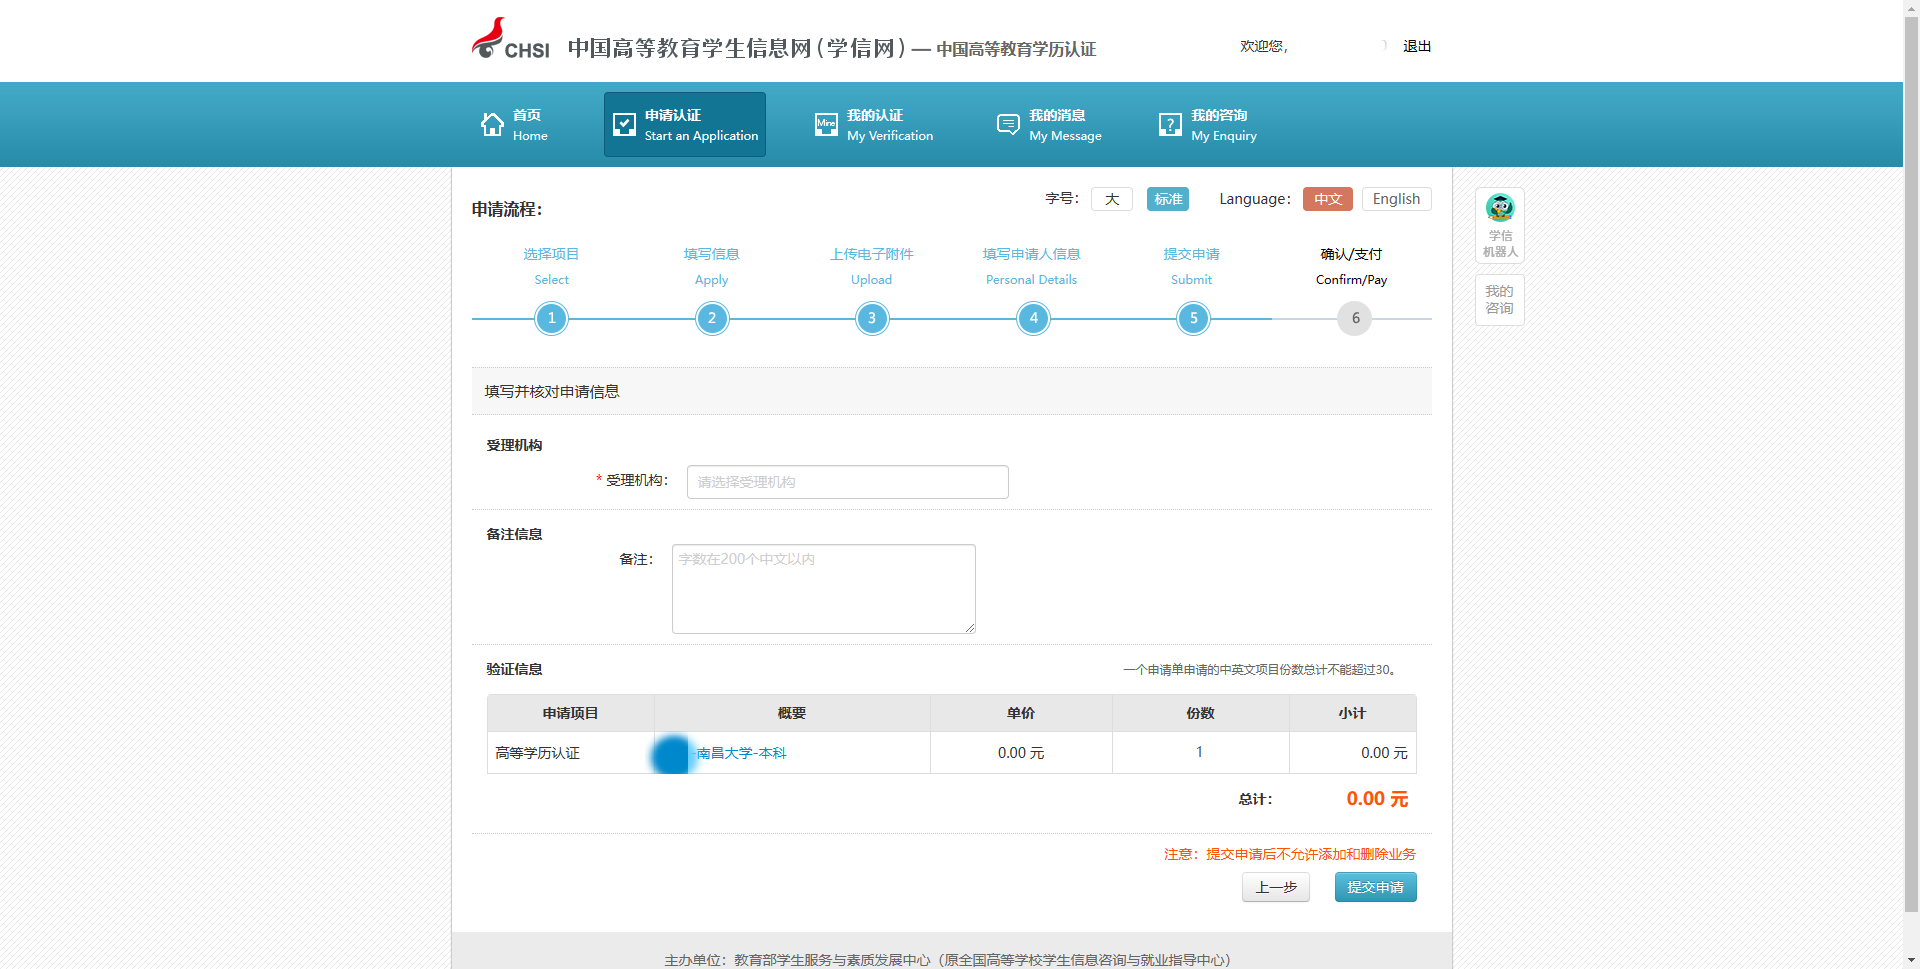 CHSI 中国高等教育学生信息网(学信网)— 中国高等教育学历认证
欢迎您, 退出
首页
Home
申请认证
Start an Application
Mine
我的认证
My Verification
我的消息
My Message
?
我的咨询
My Enquiry
申请流程：
字号： 大 标准 Language： 中文 English
选择项目 填写信息 上传电子附件 填写申请人信息 提交申请 确认/支付
Select Apply Upload Personal Details Submit Confirm/Pay
1 2 3 4 5 6
学信
机器人
我的
咨询
填写并核对申请信息
受理机构
* 受理机构： 请选择受理机构
备注信息
备注： 字数在200个中文以内
验证信息 一个申请单申请的中英文项目份数总计不能超过30。
申请项目 概要 单价 份数 小计
高等学历认证 -南昌大学-本科 0.00 元 1 0.00 元
总计： 0.00 元
注意：提交申请后不允许添加和删除业务
上一步 提交申请
主办单位：教育部学生服务与素质发展中心（原全国高等学校学生信息咨询与就业指导中心）